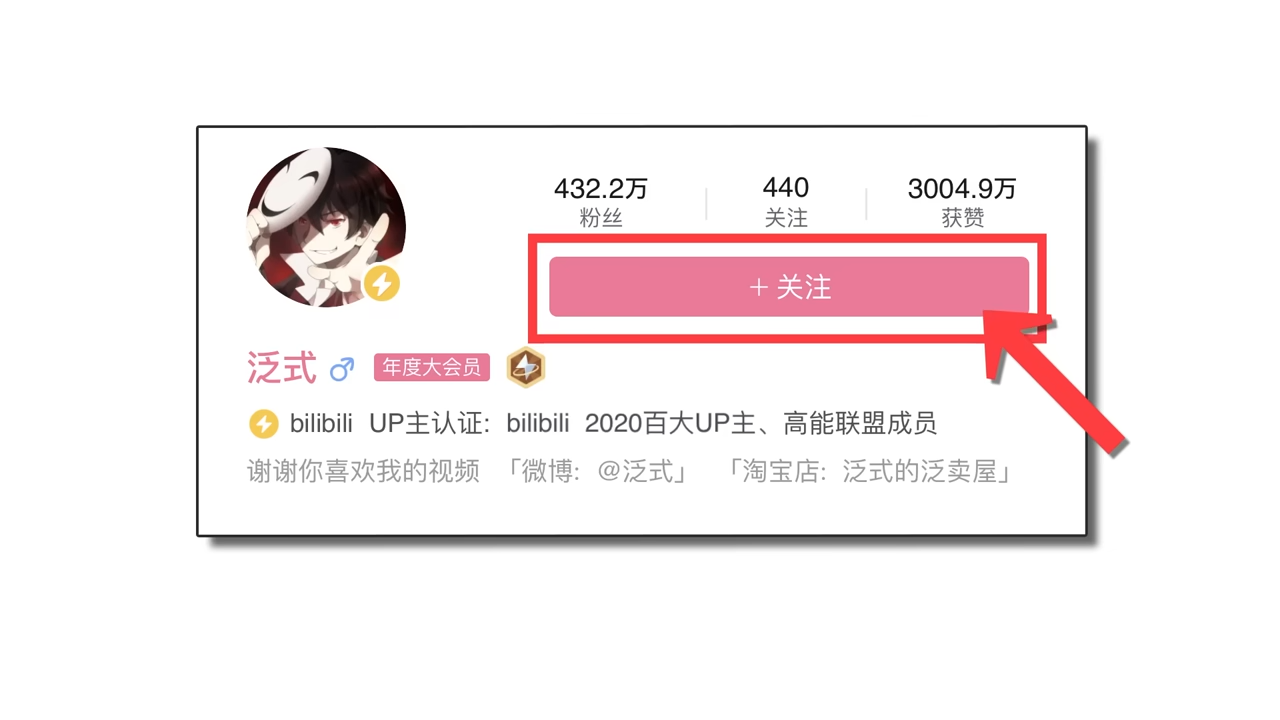 432.2万 440 3004.9万
粉丝 关注 获赞
+ 关注
泛式 年度大会员
bilibili UP主认证: bilibili 2020百大UP主、高能联盟成员
谢谢你喜欢我的视频 「微博: @泛式」 「淘宝店: 泛式的泛卖屋」